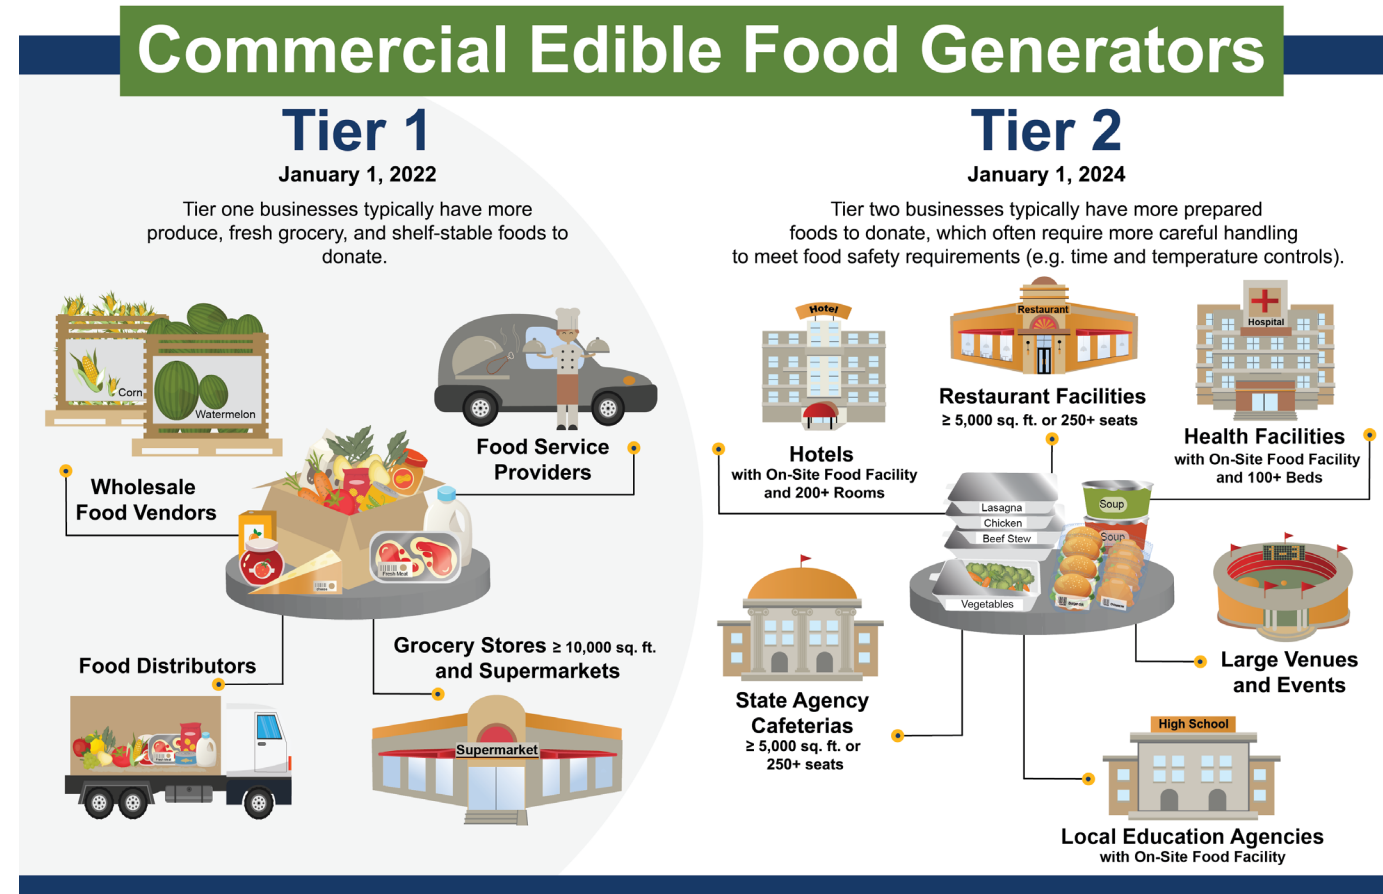 Commercial Edible Food Generators
Tier 1
January 1, 2022
Tier one businesses typically have more
produce, fresh grocery, and shelf-stable foods to
donate.
Corn
Watermelon
Wholesale
Food Vendors
Food Service
Providers
Fresh Meat
Food Distributors
Grocery Stores ≥ 10,000 sq. ft.
and Supermarkets
Supermarket
Tier 2
January 1, 2024
Tier two businesses typically have more prepared
foods to donate, which often require more careful handling
to meet food safety requirements (e.g. time and temperature controls).
Hotel
Hotels
with On-Site Food Facility
and 200+ Rooms
Restaurant
Restaurant Facilities
≥ 5,000 sq. ft. or 250+ seats
Hospital
Health Facilities
with On-Site Food Facility
and 100+ Beds
Lasagna
Chicken
Beef Stew
Vegetables
Soup
Soup
State Agency
Cafeterias
≥ 5,000 sq. ft. or
250+ seats
Large Venues
and Events
High School
Local Education Agencies
with On-Site Food Facility